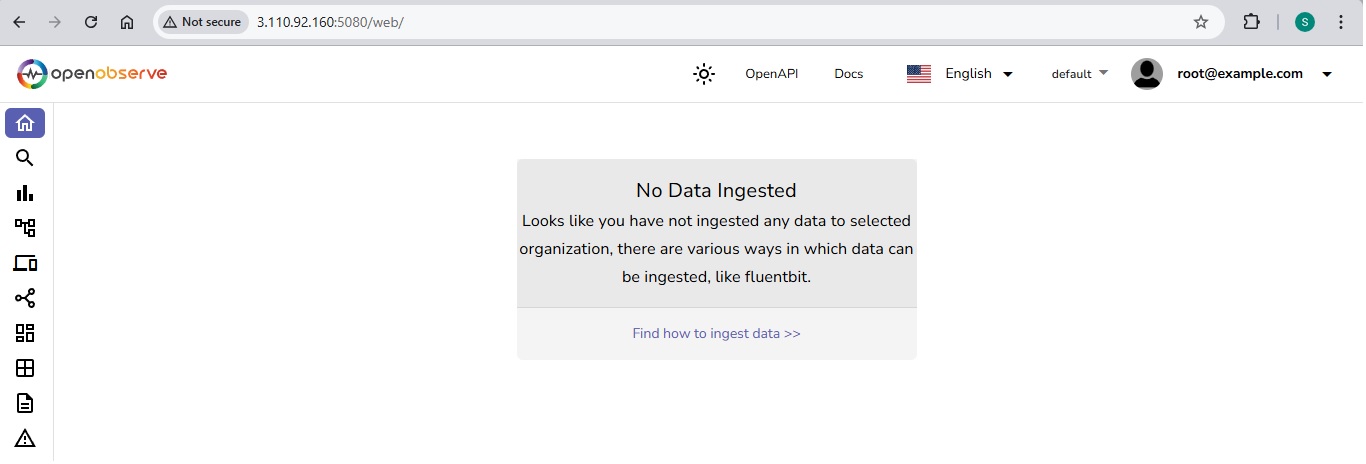 Not secure 3.110.92.160:5080/web/ S
openobserve OpenAPI Docs English default root@example.com
No Data Ingested
Looks like you have not ingested any data to selected
organization, there are various ways in which data can
be ingested, like fluentbit.
Find how to ingest data >>